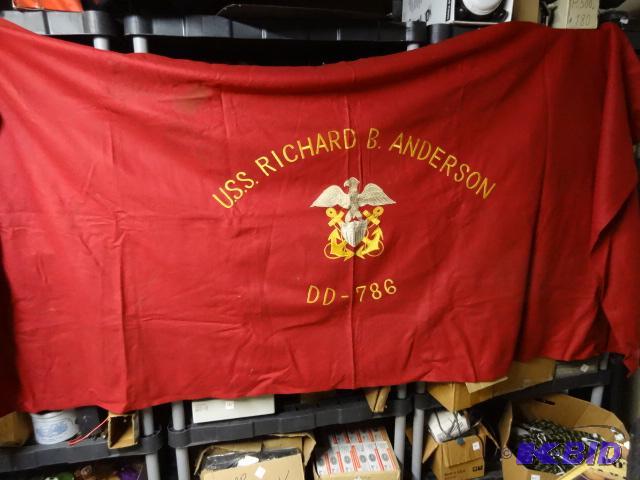 U.S.S. RICHARD B. ANDERSON
DD-786
K-BID